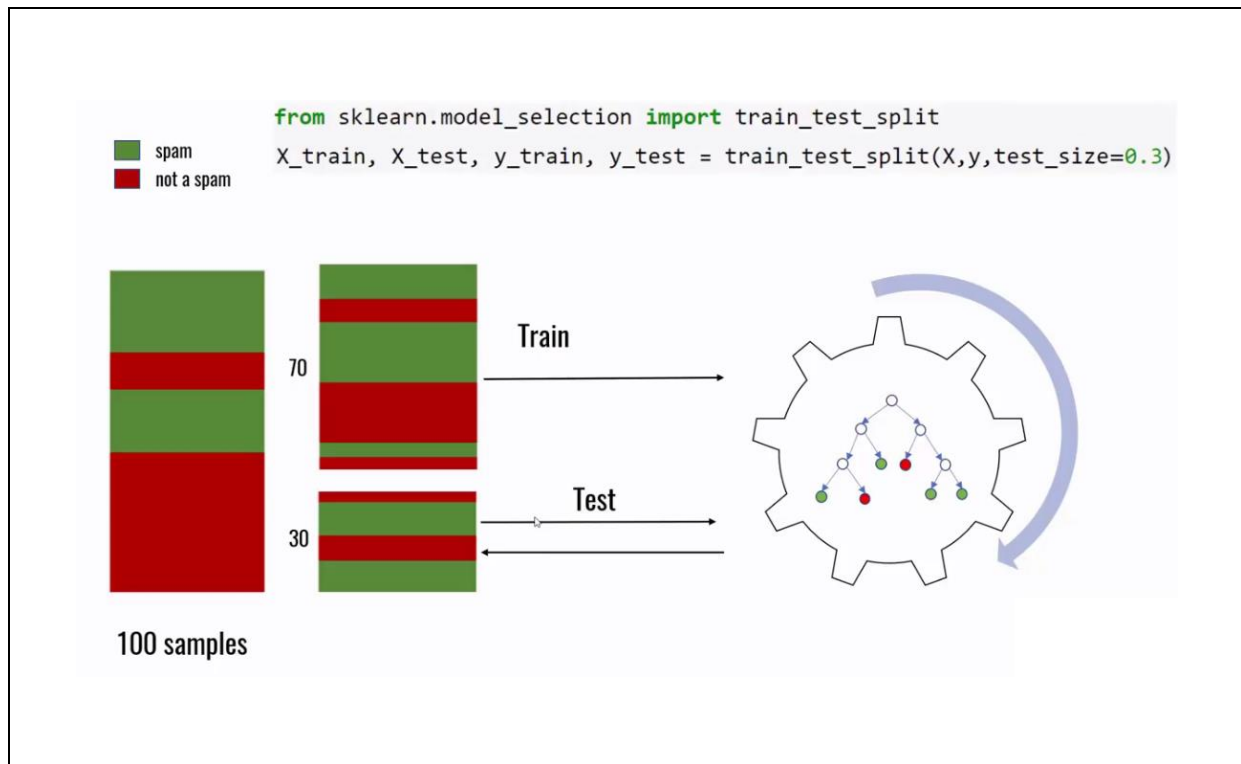 from sklearn.model_selection import train_test_split
X_train, X_test, y_train, y_test = train_test_split(X,y,test_size=0.3)
spam
not a spam
70
Train
30
Test
100 samples